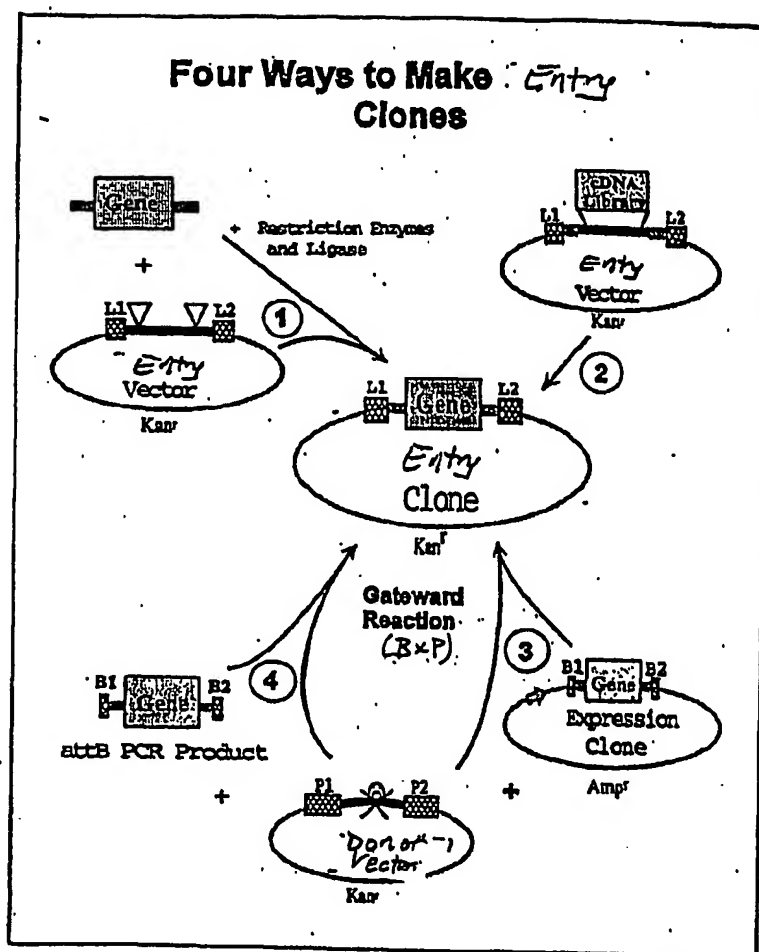 Four Ways to Make Entry
Clones
Gene
+ Restriction Enzymes
and Ligase
+
L1 L2
Entry
Vector
Kanʳ
1
cDNA
Library
L1 L2
Entry
Vector
Kanʳ
2
L1 Gene L2
Entry
Clone
Kanʳ
Gateward
Reaction
(B×P)
3
4
B1 Gene B2
attB PCR Product
+
B1 Gene B2
Expression
Clone
Ampʳ
+
P1 P2
Donor
Vector
Kanʳ